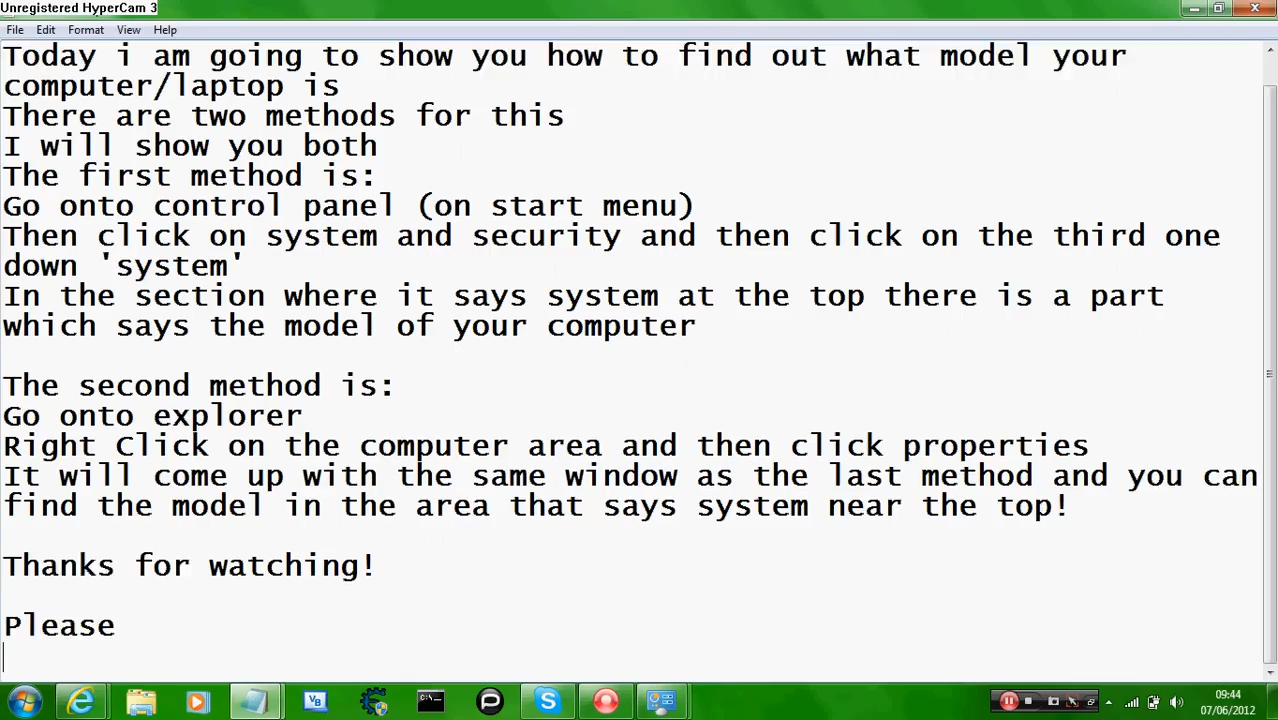 Unregistered HyperCam 3
File Edit Format View Help
Today i am going to show you how to find out what model your
computer/laptop is
There are two methods for this
I will show you both
The first method is:
Go onto control panel (on start menu)
Then click on system and security and then click on the third one
down 'system'
In the section where it says system at the top there is a part
which says the model of your computer
The second method is:
Go onto explorer
Right Click on the computer area and then click properties
It will come up with the same window as the last method and you can
find the model in the area that says system near the top!
Thanks for watching!
Please
09:44
07/06/2012